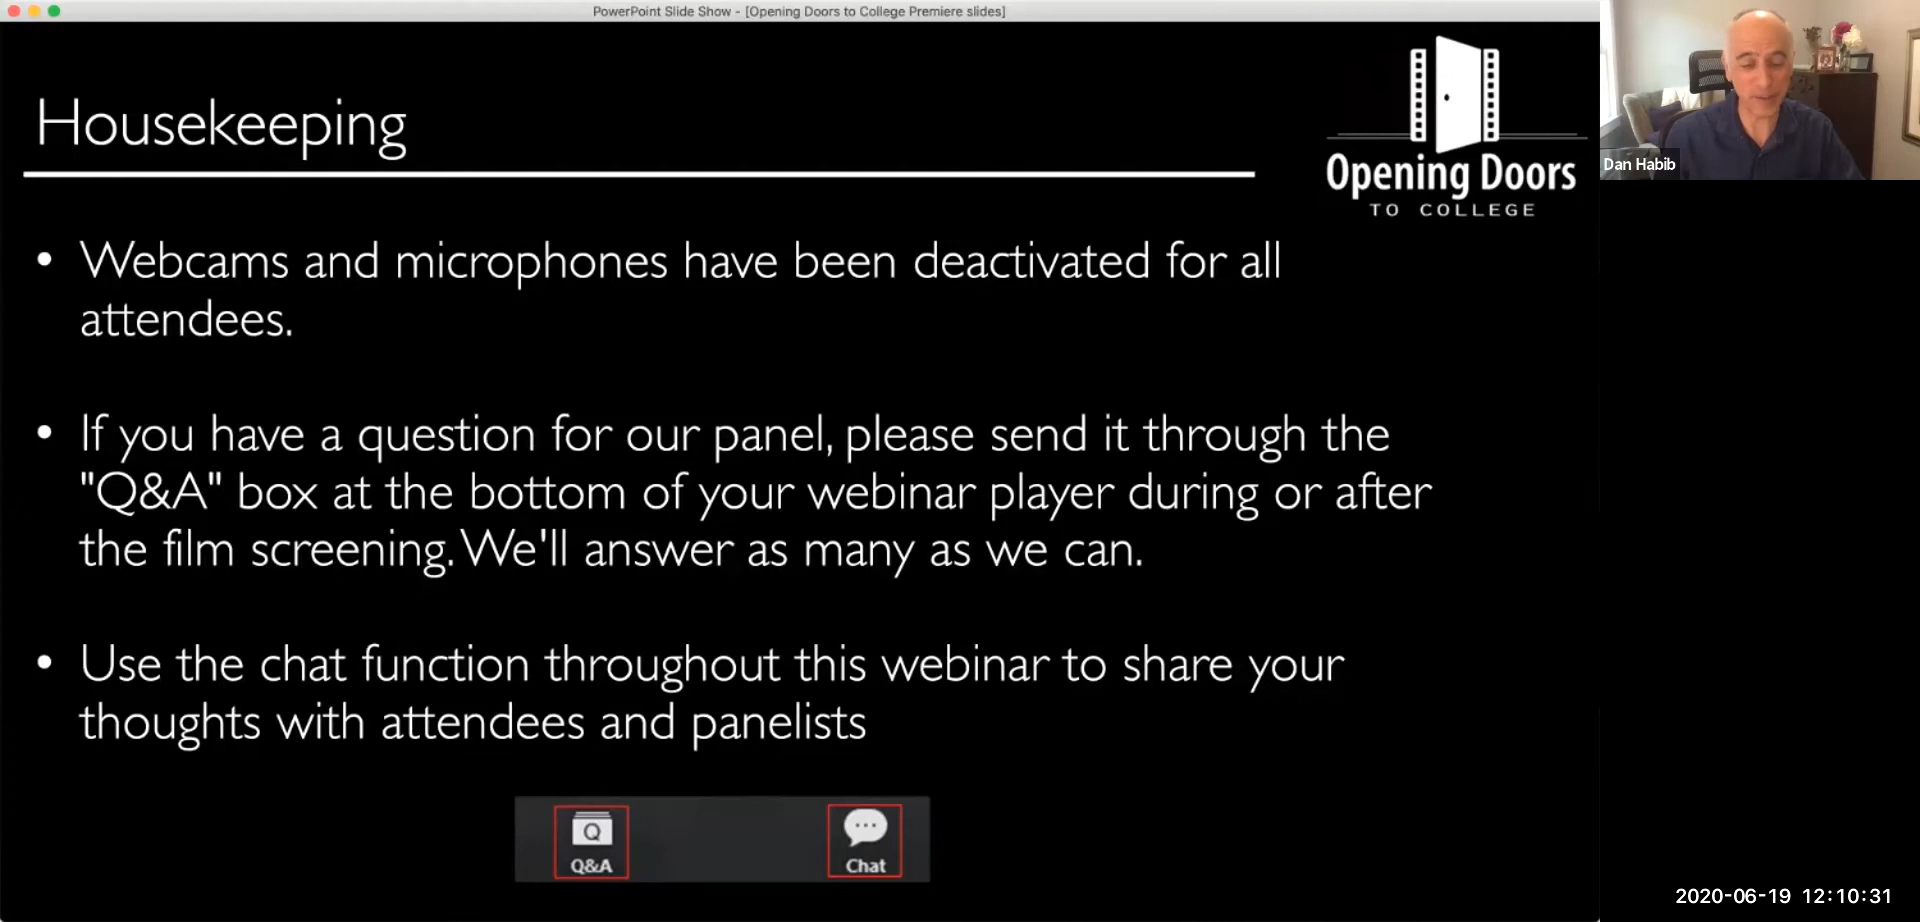 PowerPoint Slide Show - [Opening Doors to College Premiere slides]
Housekeeping
Opening Doors
TO COLLEGE
Dan Habib
• Webcams and microphones have been deactivated for all
attendees.
• If you have a question for our panel, please send it through the
"Q&A" box at the bottom of your webinar player during or after
the film screening. We'll answer as many as we can.
• Use the chat function throughout this webinar to share your
thoughts with attendees and panelists
Q
Q&A
Chat
2020-06-19 12:10:31